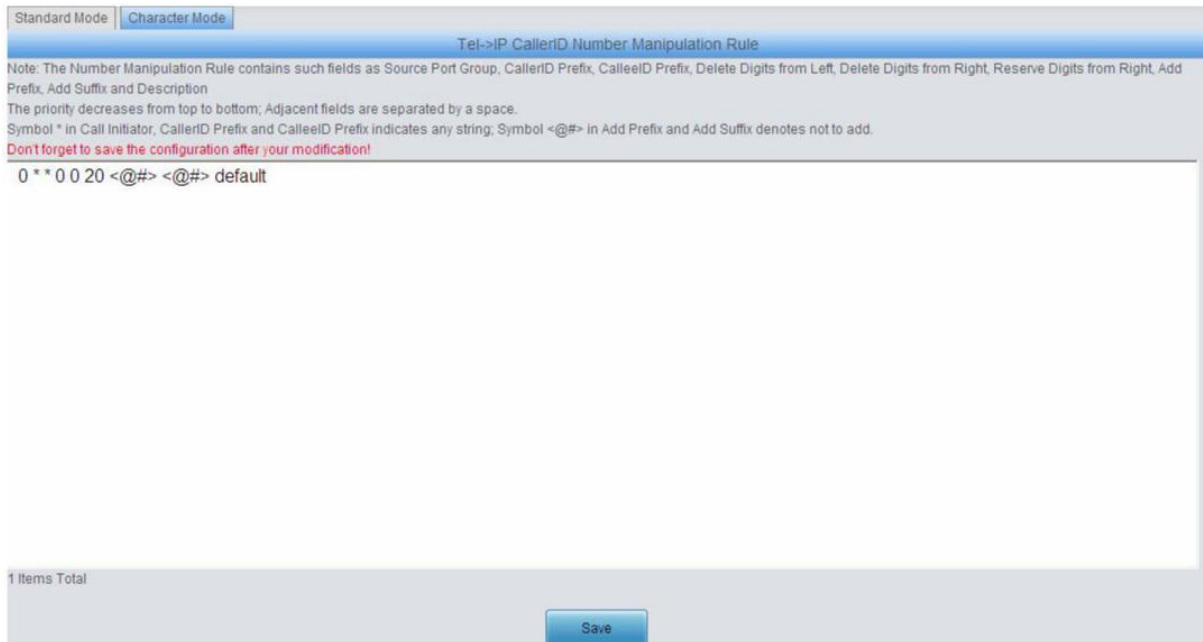 Standard Mode Character Mode
Tel->IP CallerID Number Manipulation Rule
Note: The Number Manipulation Rule contains such fields as Source Port Group, CallerID Prefix, CalleeID Prefix, Delete Digits from Left, Delete Digits from Right, Reserve Digits from Right, Add
Prefix, Add Suffix and Description
The priority decreases from top to bottom; Adjacent fields are separated by a space.
Symbol * in Call Initiator, CallerID Prefix and CalleeID Prefix indicates any string; Symbol <@#> in Add Prefix and Add Suffix denotes not to add.
Don't forget to save the configuration after your modification!
0 * * 0 0 20 <@#> <@#> default
1 Items Total
Save